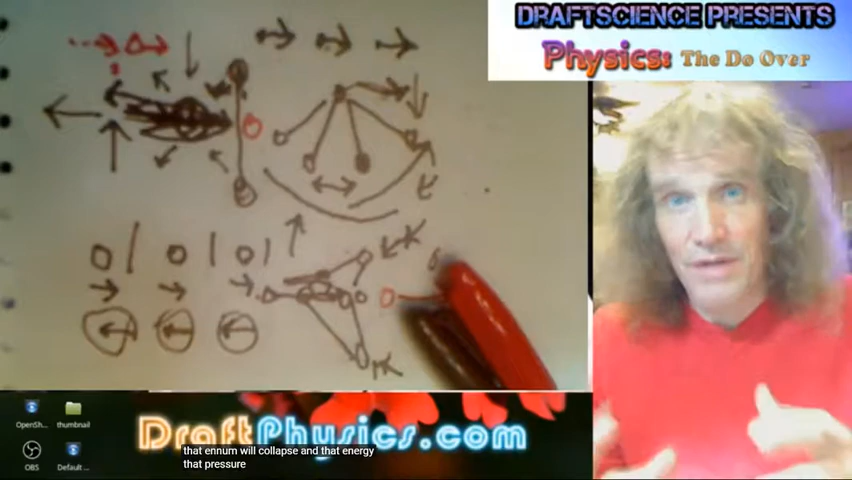 DRAFTSCIENCE PRESENTS
Physics: The Do Over
OpenSh...
thumbnail
OBS
Default ...
DraftPhysics.com
that ennum will collapse and that energy
that pressure